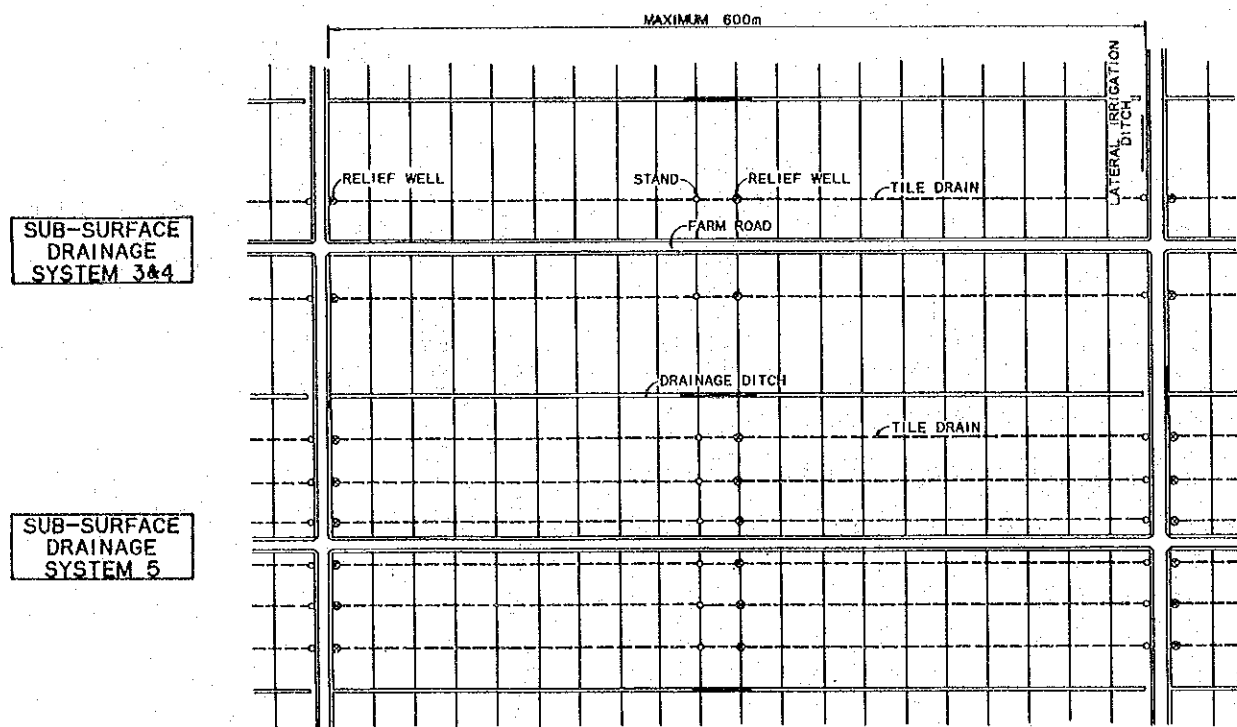 MAXIMUM 600m
LATERAL IRRIGATION
DITCH
RELIEF WELL
STAND
RELIEF WELL
TILE DRAIN
SUB-SURFACE
DRAINAGE
SYSTEM 3&4
FARM ROAD
DRAINAGE DITCH
TILE DRAIN
SUB-SURFACE
DRAINAGE
SYSTEM 5